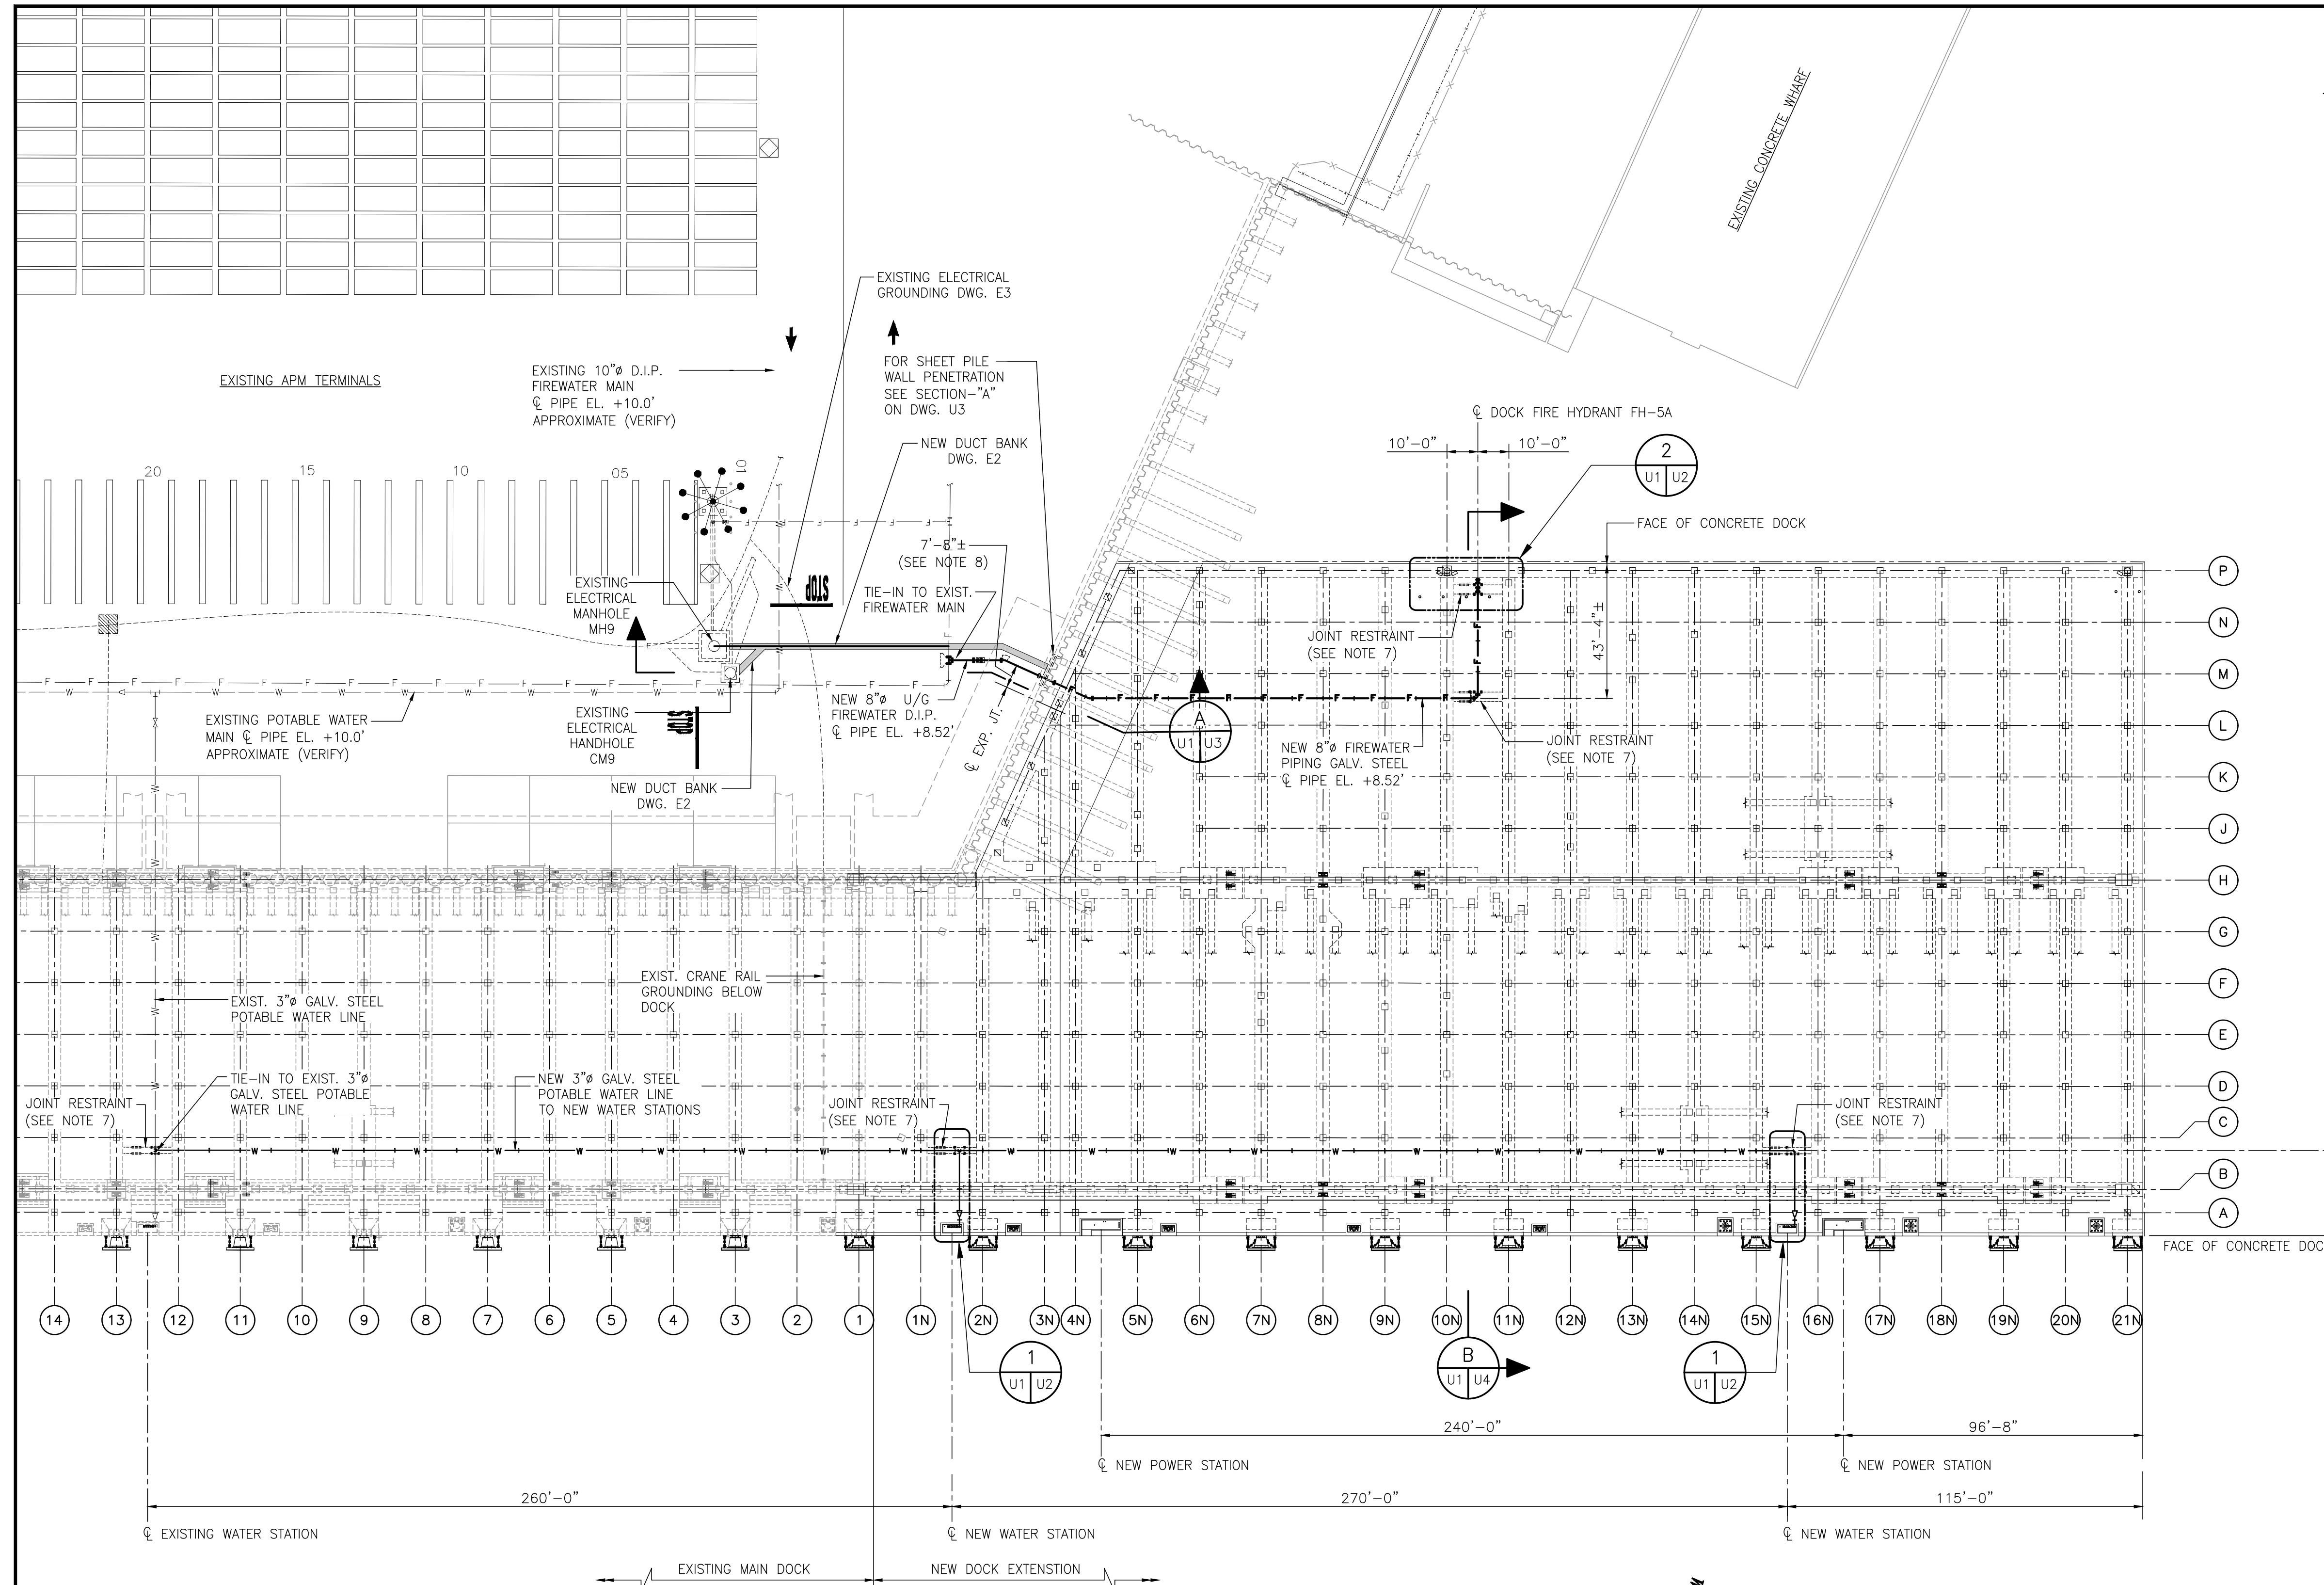 EXISTING CONCRETE WHARF
EXISTING ELECTRICAL
GROUNDING DWG. E3
EXISTING APM TERMINALS
EXISTING 10"ø D.I.P.
FIREWATER MAIN
℄ PIPE EL. +10.0'
APPROXIMATE (VERIFY)
FOR SHEET PILE
WALL PENETRATION
SEE SECTION-"A"
ON DWG. U3
NEW DUCT BANK
DWG. E2
℄ DOCK FIRE HYDRANT FH-5A
10'-0"
10'-0"
2
U1 U2
FACE OF CONCRETE DOCK
20
15
10
05
01
7'-8"±
(SEE NOTE 8)
TIE-IN TO EXIST.
FIREWATER MAIN
EXISTING
ELECTRICAL
MANHOLE
MH9
STOP
JOINT RESTRAINT
(SEE NOTE 7)
43'-4"±
P
N
M
L
K
J
H
G
F
E
D
C
B
A
EXISTING POTABLE WATER
MAIN ℄ PIPE EL. +10.0'
APPROXIMATE (VERIFY)
EXISTING
ELECTRICAL
HANDHOLE
CM9
STOP
NEW 8"ø U/G
FIREWATER D.I.P.
℄ PIPE EL. +8.52'
℄ EXP. JT.
A
U1 U3
NEW 8"ø FIREWATER
PIPING GALV. STEEL
℄ PIPE EL. +8.52'
JOINT RESTRAINT
(SEE NOTE 7)
NEW DUCT BANK
DWG. E2
EXIST. 3"ø GALV. STEEL
POTABLE WATER LINE
EXIST. CRANE RAIL
GROUNDING BELOW
DOCK
JOINT RESTRAINT
(SEE NOTE 7)
TIE-IN TO EXIST. 3"ø
GALV. STEEL POTABLE
WATER LINE
NEW 3"ø GALV. STEEL
POTABLE WATER LINE
TO NEW WATER STATIONS
JOINT RESTRAINT
(SEE NOTE 7)
JOINT RESTRAINT
(SEE NOTE 7)
FACE OF CONCRETE DOC
14 13 12 11 10 9 8 7 6 5 4 3 2 1 1N 2N 3N 4N 5N 6N 7N 8N 9N 10N 11N 12N 13N 14N 15N 16N 17N 18N 19N 20N 21N
1
U1 U2
B
U1 U4
1
U1 U2
240'-0"
96'-8"
℄ NEW POWER STATION
℄ NEW POWER STATION
260'-0"
270'-0"
115'-0"
℄ EXISTING WATER STATION
℄ NEW WATER STATION
℄ NEW WATER STATION
EXISTING MAIN DOCK
NEW DOCK EXTENSTION